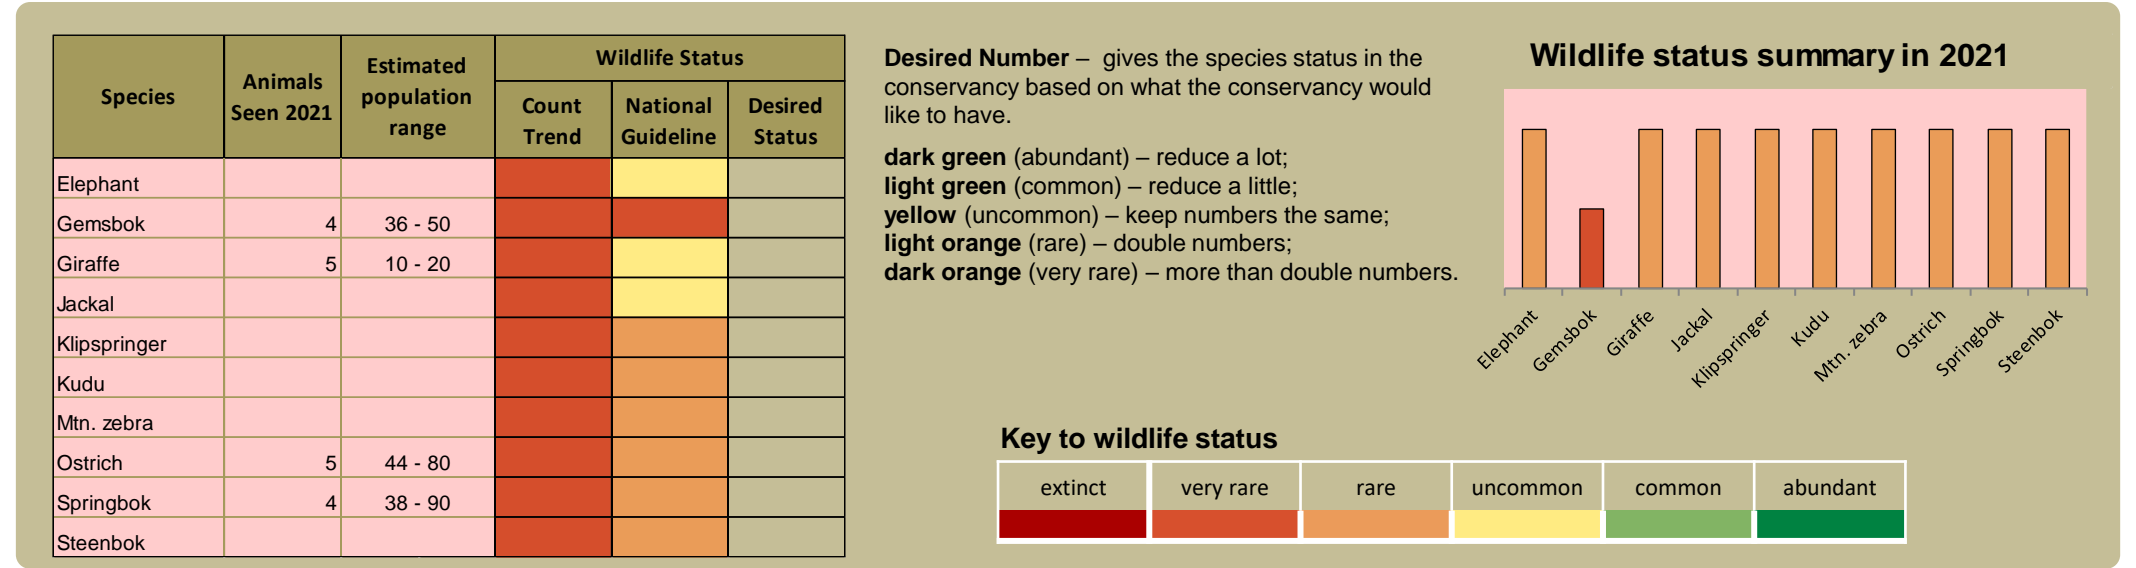 Species
Animals
Seen 2021
Estimated
population
range
Wildlife Status
Count
Trend
National
Guideline
Desired
Status
Elephant
Gemsbok 4 36 - 50
Giraffe 5 10 - 20
Jackal
Klipspringer
Kudu
Mtn. zebra
Ostrich 5 44 - 80
Springbok 4 38 - 90
Steenbok
Desired Number – gives the species status in the
conservancy based on what the conservancy would
like to have.
dark green (abundant) – reduce a lot;
light green (common) – reduce a little;
yellow (uncommon) – keep numbers the same;
light orange (rare) – double numbers;
dark orange (very rare) – more than double numbers.
Wildlife status summary in 2021
Elephant
Gemsbok
Giraffe
Jackal
Klipspringer
Kudu
Mtn. zebra
Ostrich
Springbok
Steenbok
Key to wildlife status
extinct very rare rare uncommon common abundant